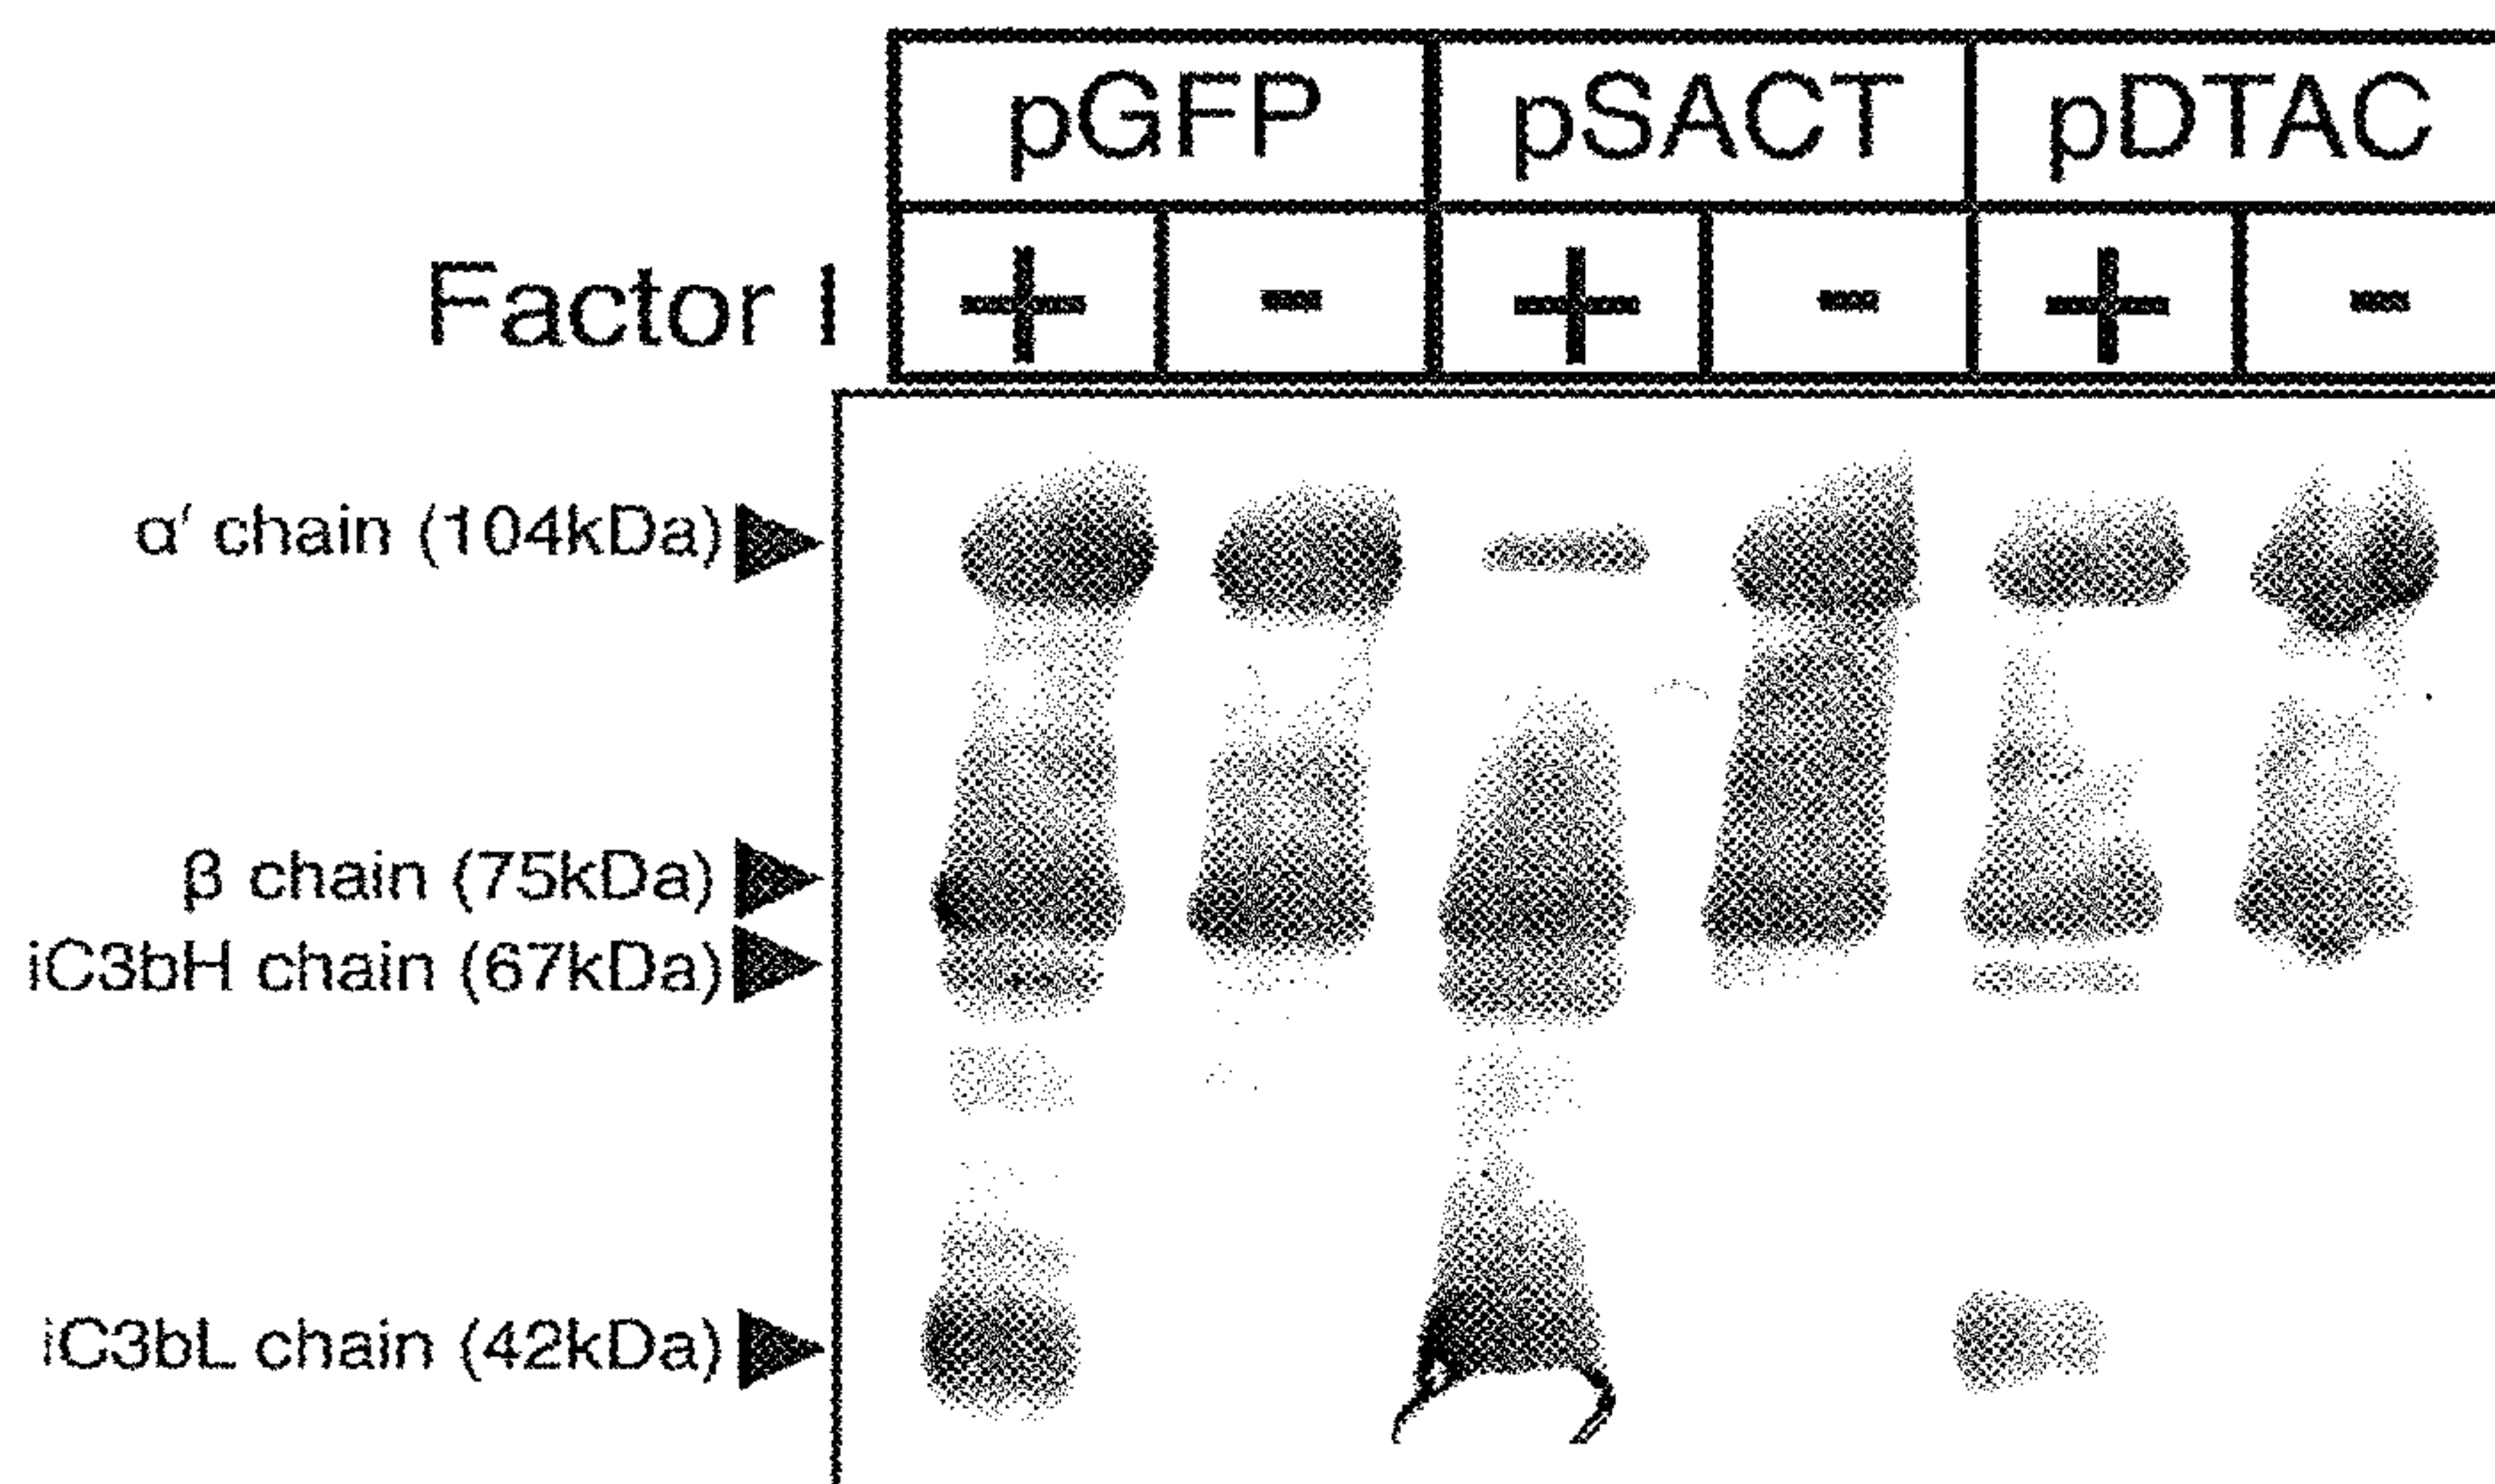 pGFP pSACT pDTAC
Factor I + - + - + -
α′ chain (104kDa)
β chain (75kDa)
iC3bH chain (67kDa)
iC3bL chain (42kDa)